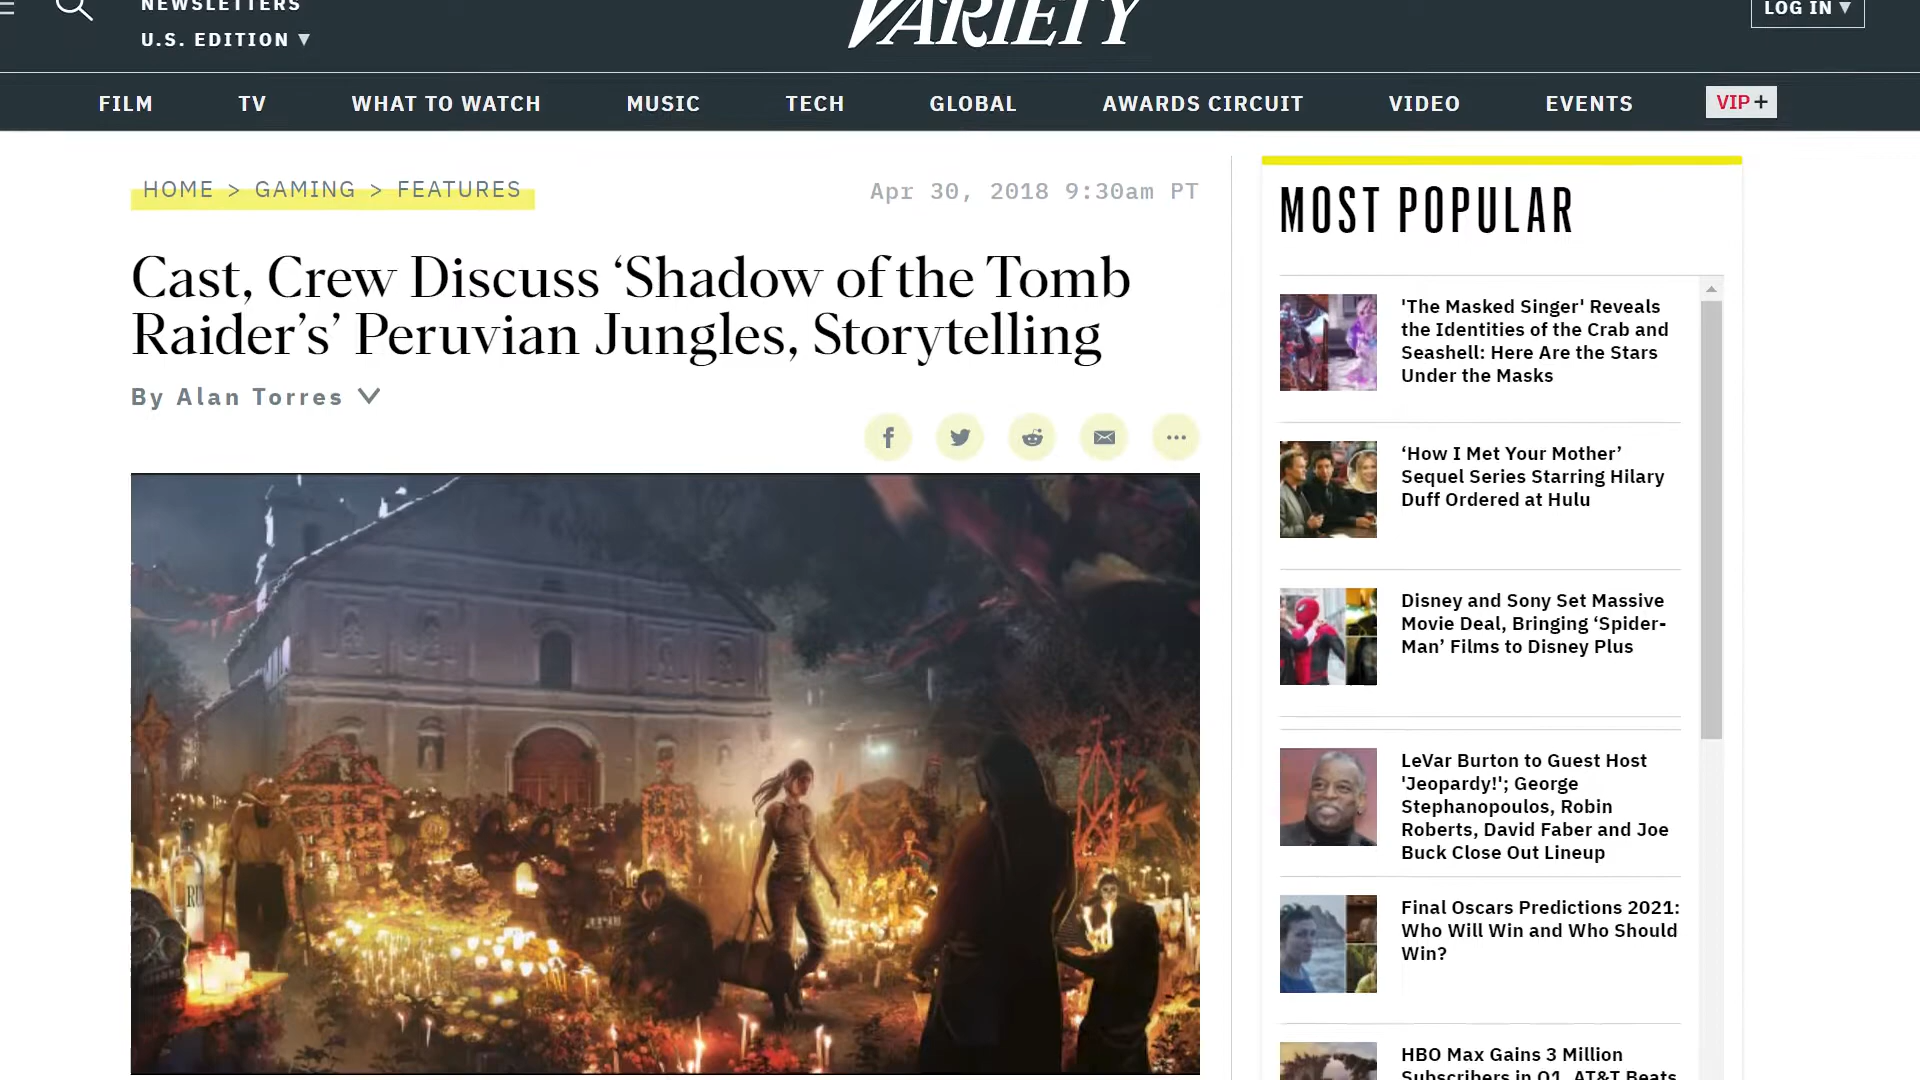 NEWSLETTERS
U.S. EDITION ▼
VARIETY
LOG IN ▼
FILM
TV
WHAT TO WATCH
MUSIC
TECH
GLOBAL
AWARDS CIRCUIT
VIDEO
EVENTS
VIP+
HOME > GAMING > FEATURES
Apr 30, 2018 9:30am PT
Cast, Crew Discuss ‘Shadow of the Tomb
Raider’s’ Peruvian Jungles, Storytelling
By Alan Torres
MOST POPULAR
'The Masked Singer' Reveals
the Identities of the Crab and
Seashell: Here Are the Stars
Under the Masks
‘How I Met Your Mother’
Sequel Series Starring Hilary
Duff Ordered at Hulu
Disney and Sony Set Massive
Movie Deal, Bringing ‘Spider-
Man’ Films to Disney Plus
LeVar Burton to Guest Host
'Jeopardy!'; George
Stephanopoulos, Robin
Roberts, David Faber and Joe
Buck Close Out Lineup
Final Oscars Predictions 2021:
Who Will Win and Who Should
Win?
HBO Max Gains 3 Million
Subscribers in Q1, AT&T Beats